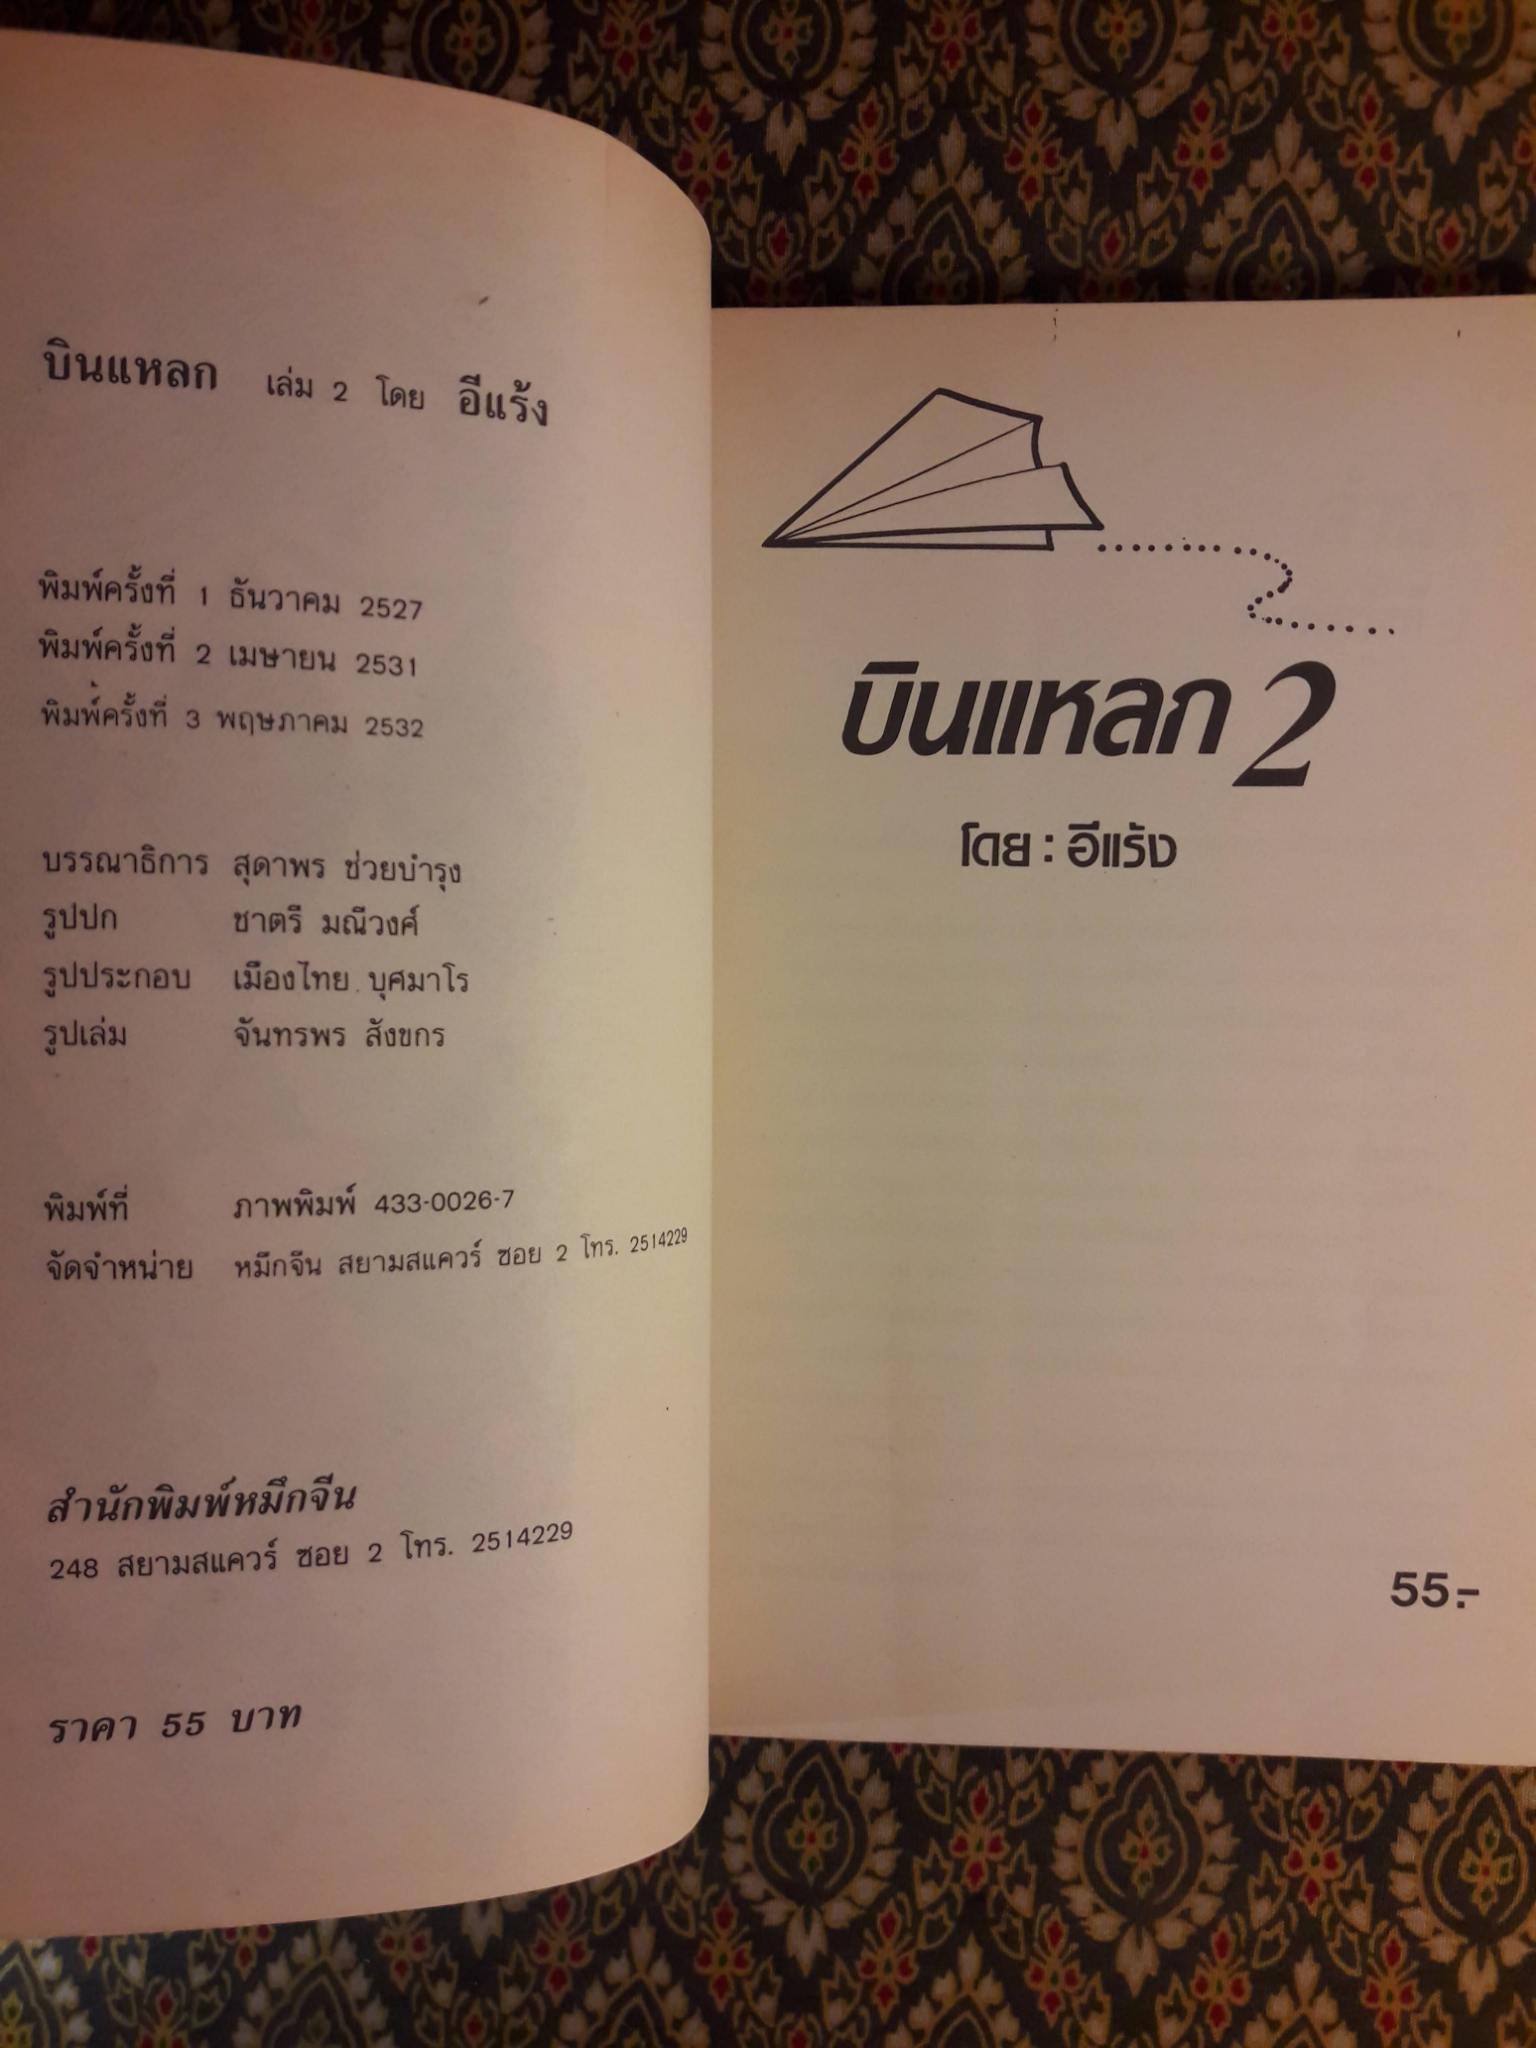 บินแหลก เล่ม 2 โดย อีแร้ง
พิมพ์ครั้งที่ 1 ธันวาคม 2527
พิมพ์ครั้งที่ 2 เมษายน 2531
พิมพ์ครั้งที่ 3 พฤษภาคม 2532
บรรณาธิการ สุดาพร ช่วยบำรุง
รูปปก ชาตรี มณีวงศ์
รูปประกอบ เมืองไทย บุศมาโร
รูปเล่ม จันทรพร สังขกร
พิมพ์ที่ ภาพพิมพ์ 433-0026-7
จัดจำหน่าย หมึกจีน สยามสแควร์ ซอย 2 โทร. 2514229
สำนักพิมพ์หมึกจีน
248 สยามสแควร์ ซอย 2 โทร. 2514229
ราคา 55 บาท
บินแหลก 2
โดย : อีแร้ง
55.-